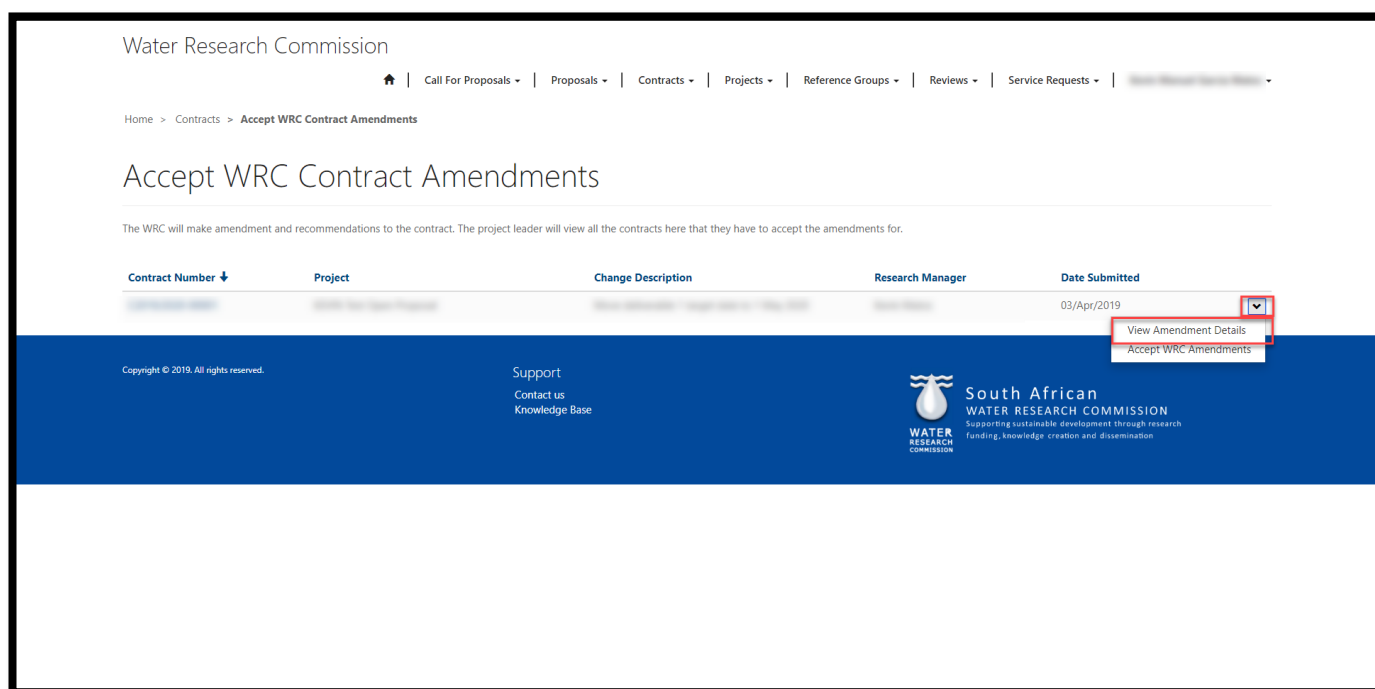 Water Research Commission
Call For Proposals | Proposals | Contracts | Projects | Reference Groups | Reviews | Service Requests |
Home > Contracts > Accept WRC Contract Amendments
Accept WRC Contract Amendments
The WRC will make amendment and recommendations to the contract. The project leader will view all the contracts here that they have to accept the amendments for.
Contract Number Project Change Description Research Manager Date Submitted
03/Apr/2019
View Amendment Details
Accept WRC Amendments
Copyright © 2019. All rights reserved.
Support
Contact us
Knowledge Base
WATER
RESEARCH
COMMISSION
South African
WATER RESEARCH COMMISSION
Supporting sustainable development through research
funding, knowledge creation and dissemination